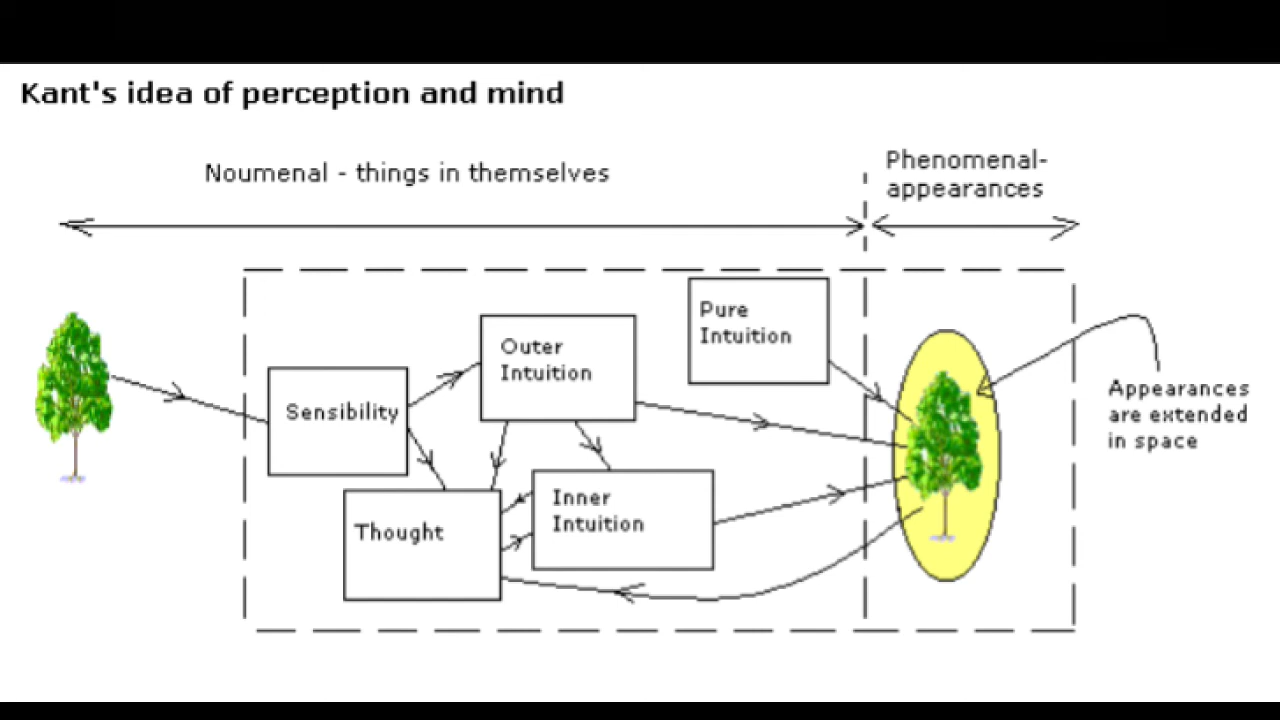 Kant's idea of perception and mind
Noumenal - things in themselves
Phenomenal-
appearances
Pure
Intuition
Outer
Intuition
Sensibility
Appearances
are extended
in space
Inner
Intuition
Thought